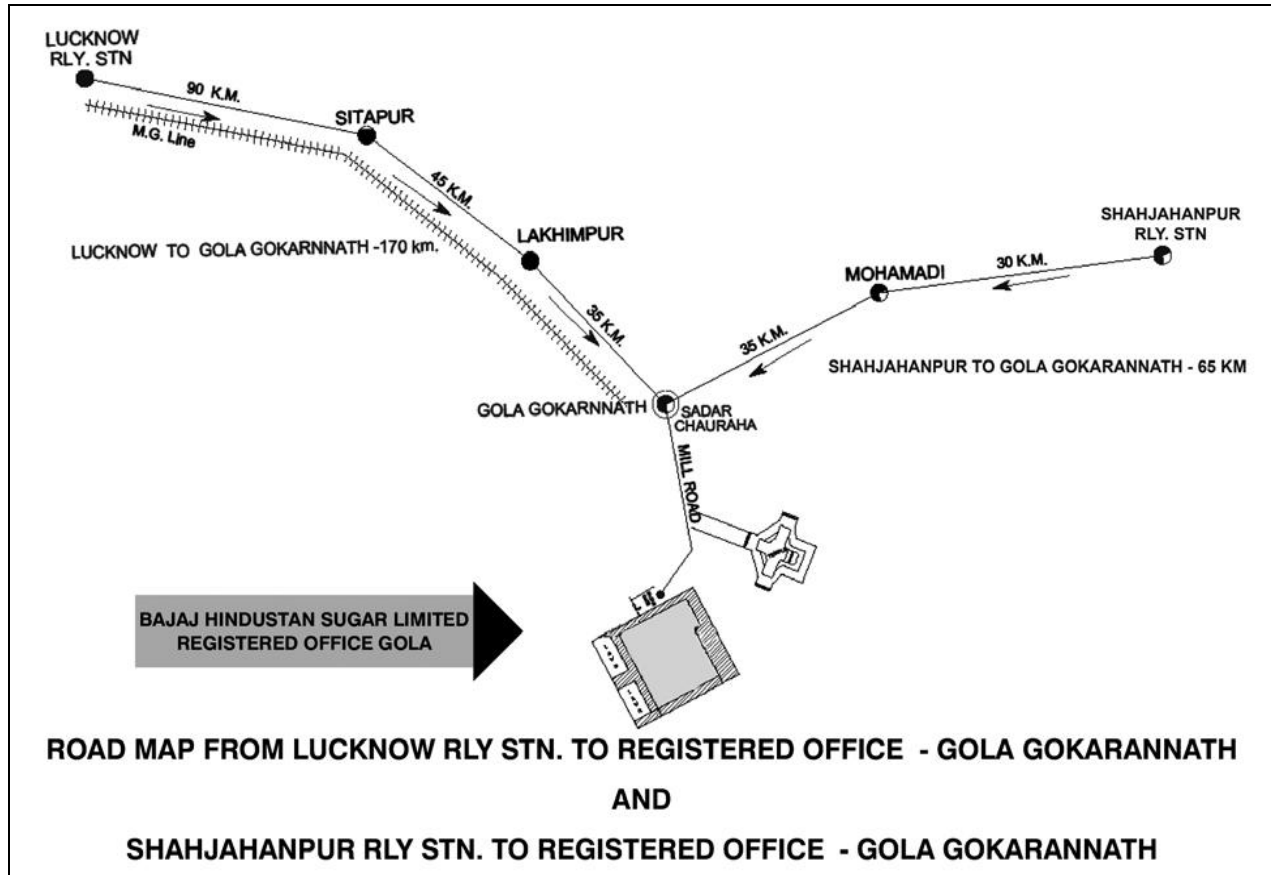 LUCKNOW
RLY. STN
90 K.M.
M.G. Line
SITAPUR
45 K.M.
LUCKNOW TO GOLA GOKARNNATH -170 km.
LAKHIMPUR
35 K.M.
SHAHJAHANPUR
RLY. STN
30 K.M.
MOHAMADI
35 K.M.
SHAHJAHANPUR TO GOLA GOKARANNATH - 65 KM
GOLA GOKARNNATH
SADAR
CHAURAHA
MILL ROAD
BAJAJ HINDUSTAN SUGAR LIMITED
REGISTERED OFFICE GOLA
ROAD MAP FROM LUCKNOW RLY STN. TO REGISTERED OFFICE - GOLA GOKARANNATH
AND
SHAHJAHANPUR RLY STN. TO REGISTERED OFFICE - GOLA GOKARANNATH